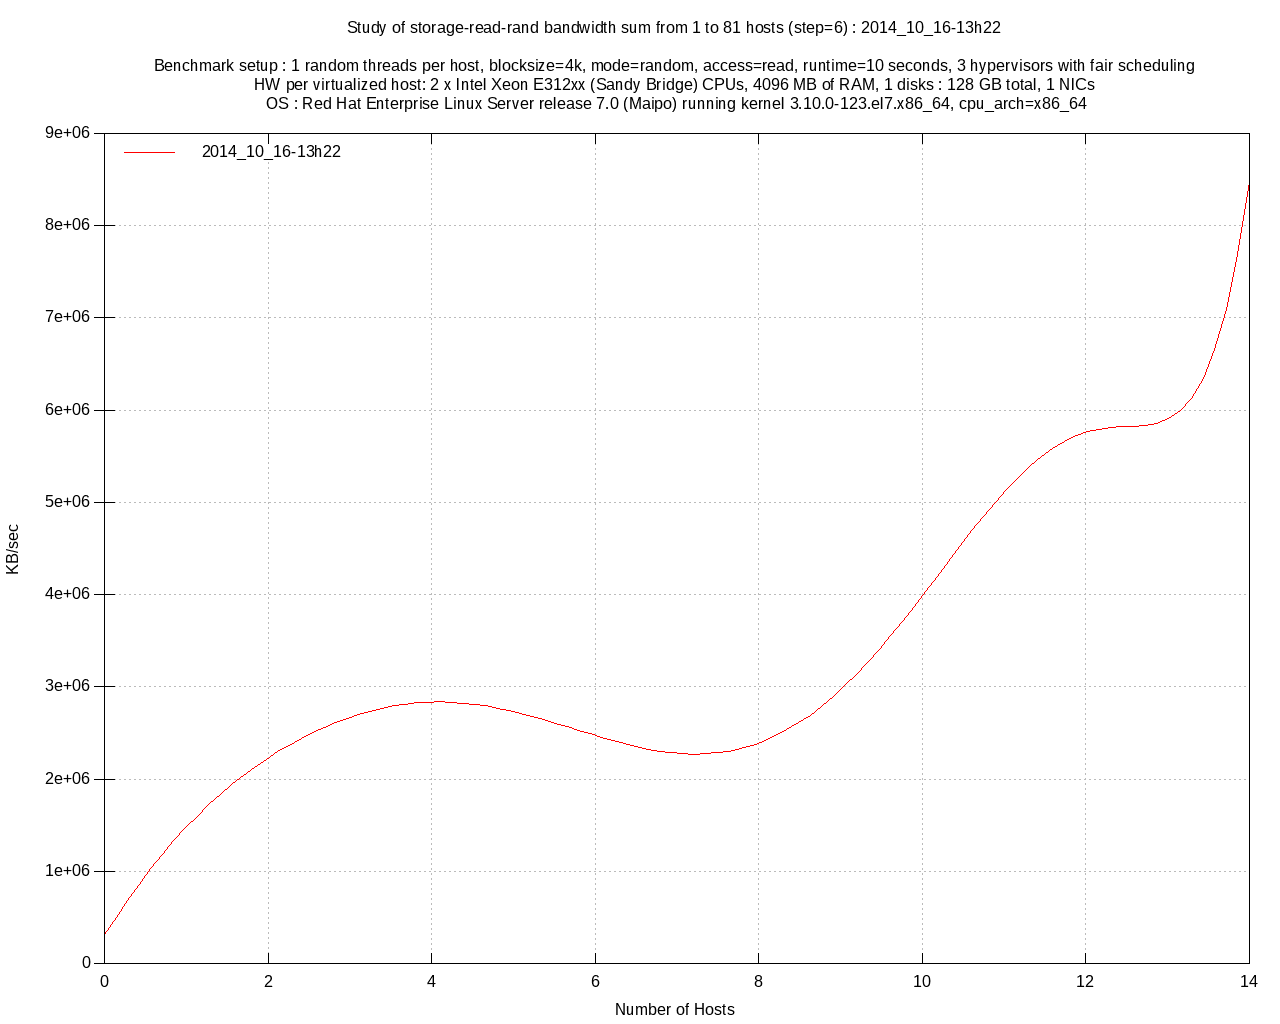 Study of storage-read-rand bandwidth sum from 1 to 81 hosts (step=6) : 2014_10_16-13h22
Benchmark setup : 1 random threads per host, blocksize=4k, mode=random, access=read, runtime=10 seconds, 3 hypervisors with fair scheduling
HW per virtualized host: 2 x Intel Xeon E312xx (Sandy Bridge) CPUs, 4096 MB of RAM, 1 disks : 128 GB total, 1 NICs
OS : Red Hat Enterprise Linux Server release 7.0 (Maipo) running kernel 3.10.0-123.el7.x86_64, cpu_arch=x86_64
2014_10_16-13h22
9e+06
8e+06
7e+06
6e+06
5e+06
4e+06
3e+06
2e+06
1e+06
0
KB/sec
0 2 4 6 8 10 12 14
Number of Hosts